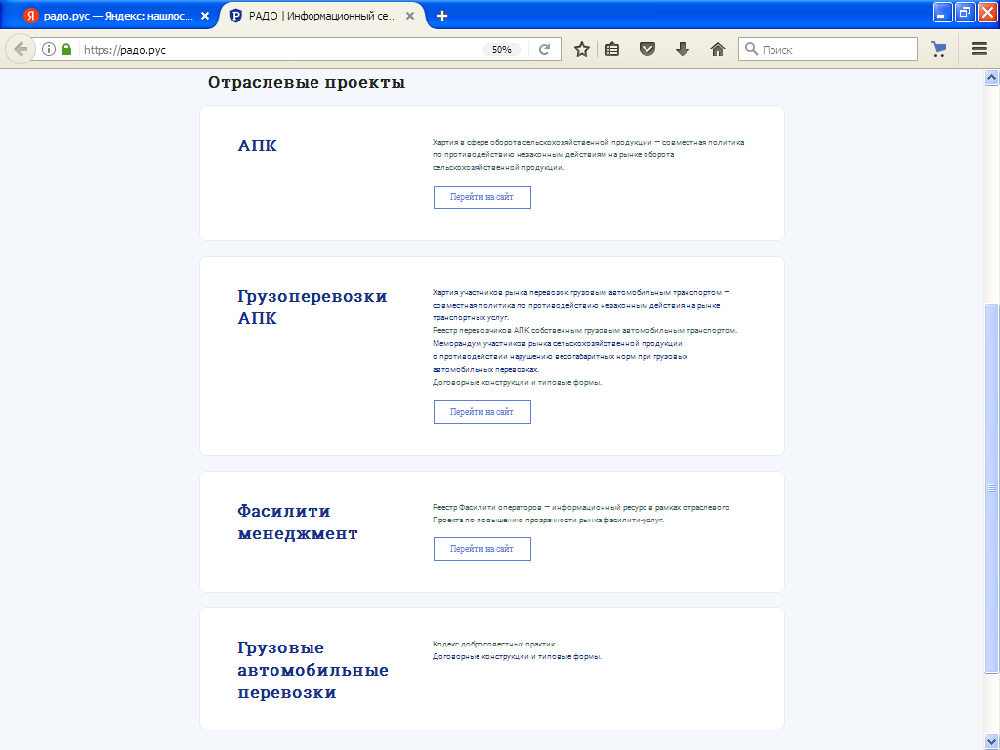 радо.рус — Яндекс: нашлос...
РАДО | Информационный се...
https://радо.рус
50%
Поиск
Отраслевые проекты
АПК
Хартия в сфере оборота сельскохозяйственной продукции — совместная политика
по противодействию незаконным действиям на рынке оборота
сельскохозяйственной продукции.
Перейти на сайт
Грузоперевозки
АПК
Хартия участников рынка перевозок грузовым автомобильным транспортом —
совместная политика по противодействию незаконным действия на рынке
транспортных услуг.
Реестр перевозчиков АПК собственным грузовым автомобильным транспортом.
Меморандум участников рынка сельскохозяйственной продукции
о противодействии нарушению весогабаритных норм при грузовых
автомобильных перевозках.
Договорные конструкции и типовые формы.
Перейти на сайт
Фасилити
менеджмент
Реестр Фасилити операторов — информационный ресурс в рамках отраслевого
Проекта по повышению прозрачности рынка фасилити-услуг.
Перейти на сайт
Грузовые
автомобильные
перевозки
Кодекс добросовестных практик.
Договорные конструкции и типовые формы.